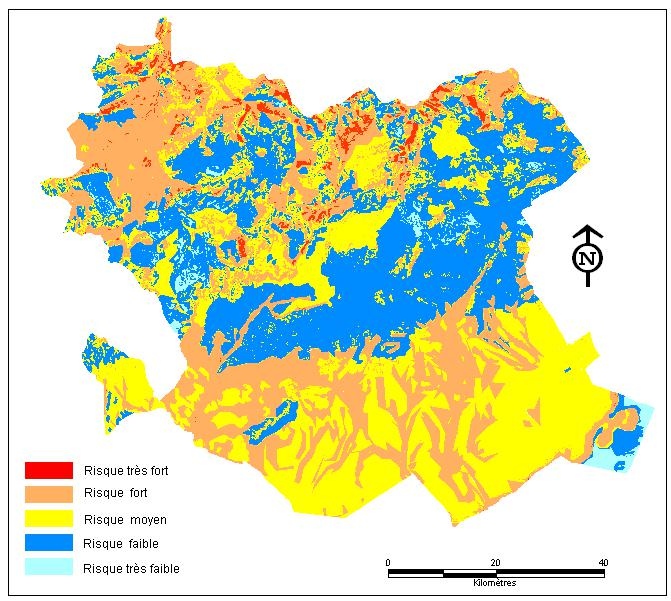 N
Risque très fort
Risque fort
Risque moyen
Risque faible
Risque très faible
0 20 40
Kilomètres